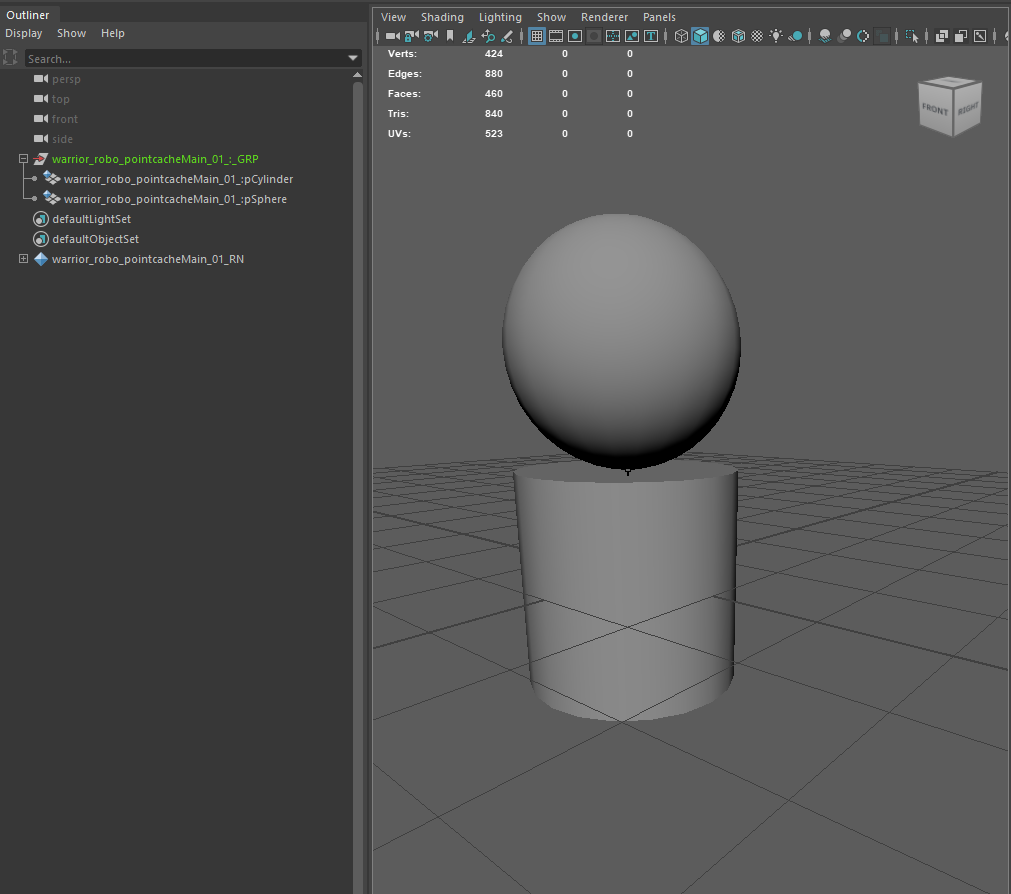 Outliner
Display Show Help
Search...
persp
top
front
side
warrior_robo_pointcacheMain_01_:_GRP
warrior_robo_pointcacheMain_01_:pCylinder
warrior_robo_pointcacheMain_01_:pSphere
defaultLightSet
defaultObjectSet
warrior_robo_pointcacheMain_01_RN
View Shading Lighting Show Renderer Panels
Verts: 424 0 0
Edges: 880 0 0
Faces: 460 0 0
Tris: 840 0 0
UVs: 523 0 0
FRONT RIGHT